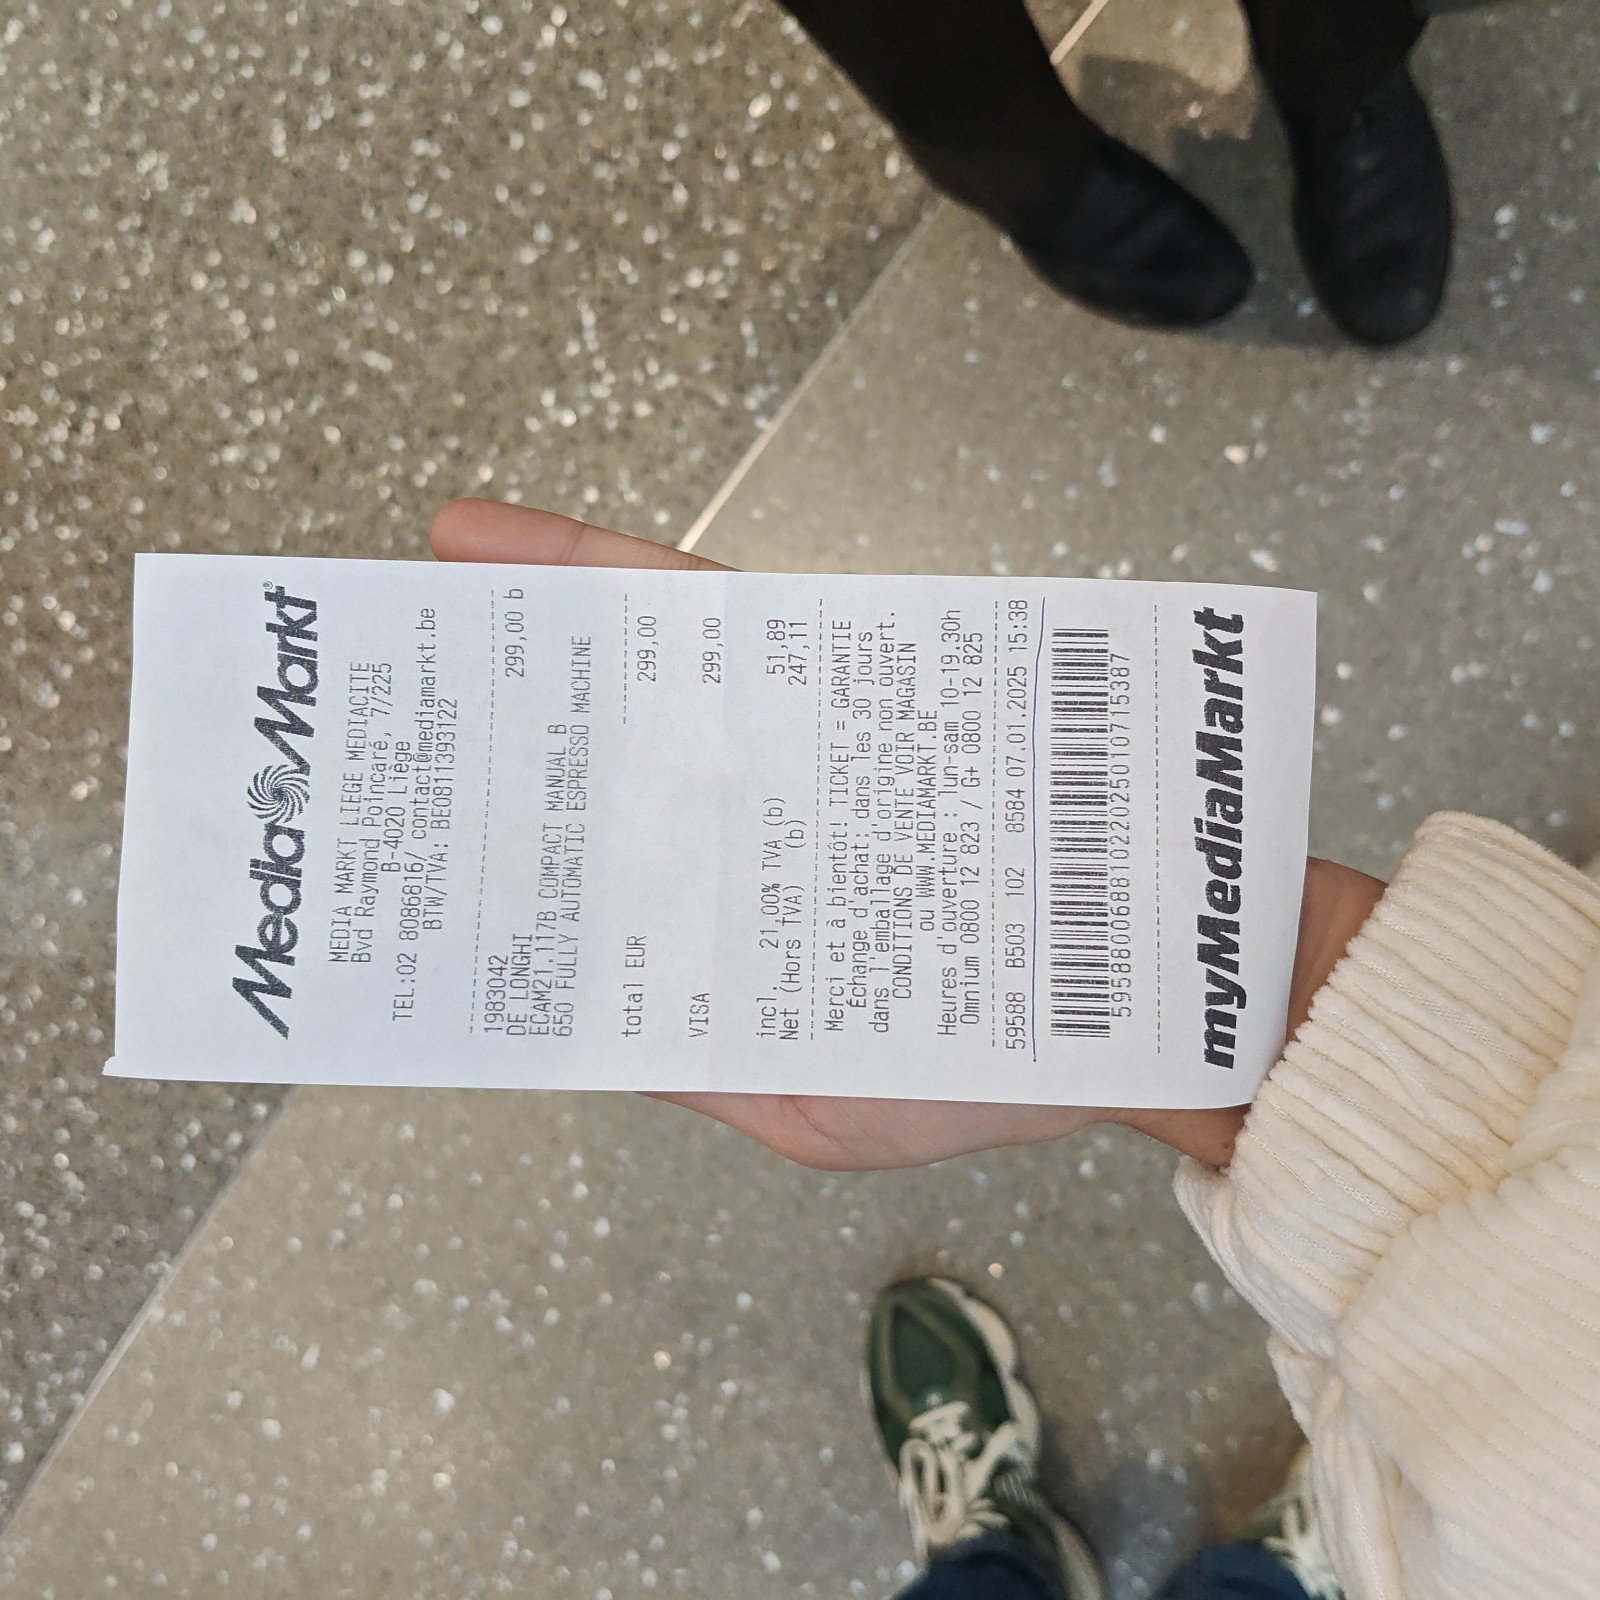 Media Markt®
MEDIA MARKT LIEGE MEDIACITE
Bvd Raymond Poincaré, 7/225
B-4020 Liège
TEL:02 8086816/ contact@mediamarkt.be
BTW/TVA: BE0811393122
1983042 299,00 b
DE LONGHI
ECAM21.117B COMPACT MANUAL B
650 FULLY AUTOMATIC ESPRESSO MACHINE
total EUR 299,00
VISA 299,00
incl. 21,00% TVA (b) 51,89
Net (Hors TVA) (b) 247,11
Merci et à bientôt! TICKET = GARANTIE
Échange d'achat: dans les 30 jours
dans l'emballage d'origine non ouvert.
CONDITIONS DE VENTE VOIR MAGASIN
ou WWW.MEDIAMARKT.BE
Heures d'ouverture : lun-sam 10-19.30h
Omnium 0800 12 823 / G+ 0800 12 825
59588 B503 102 8584 07.01.2025 15:38
5958800688102202501071538​7
myMediaMarkt